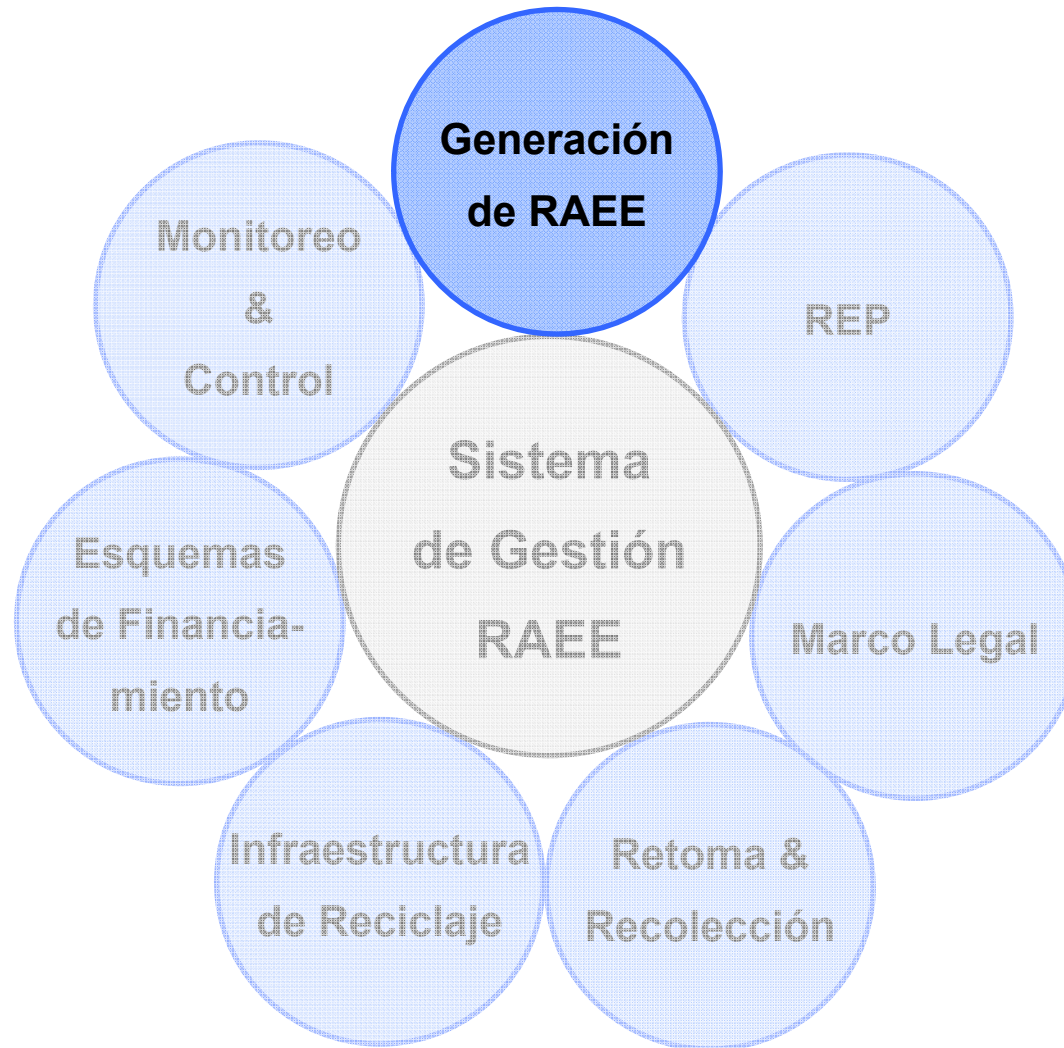 Generación
de RAEE
Monitoreo
&
Control
REP
Sistema
de Gestión
RAEE
Esquemas
de Financia-
miento
Marco Legal
Infraestructura
de Reciclaje
Retoma &
Recolección